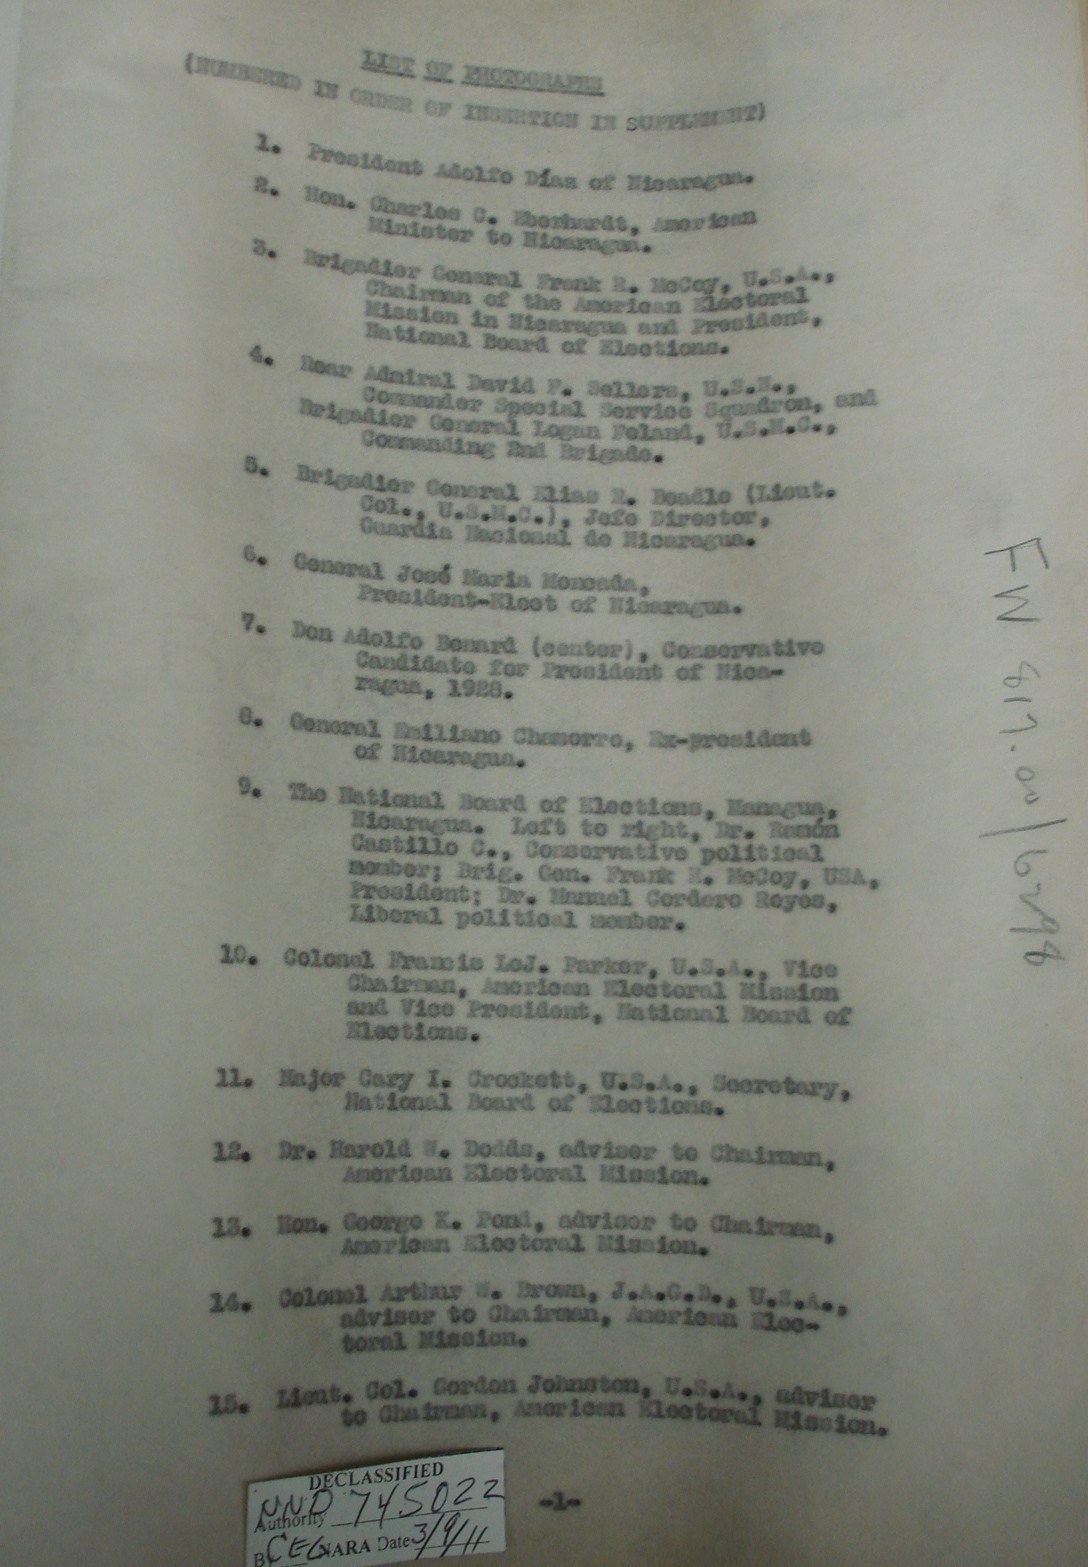 LIST OF PHOTOGRAPHS
(NUMBERED IN ORDER OF INSERTION IN SUPPLEMENT)
1. President Adolfo Díaz of Nicaragua.
2. Hon. Charles C. Eberhardt, American
Minister to Nicaragua.
3. Brigadier General Frank R. McCoy, U.S.A.,
Chairman of the American Electoral
Mission in Nicaragua and President,
National Board of Elections.
4. Rear Admiral David F. Sellers, U.S.N.,
Commander Special Service Squadron, and
Brigadier General Logan Feland, U.S.M.C.,
Commanding 2nd Brigade.
5. Brigadier General Elias R. Beadle (Lieut.
Col., U.S.M.C.), Jefe Director,
Guardia Nacional de Nicaragua.
6. General José Maria Moncada,
President-Elect of Nicaragua.
7. Don Adolfo Benard (center), Conservative
Candidate for President of Nica-
ragua, 1928.
8. General Emiliano Chamorro, Ex-president
of Nicaragua.
9. The National Board of Elections, Managua,
Nicaragua. Left to right, Dr. Ramón
Castillo C., Conservative political
member; Brig. Gen. Frank R. McCoy, USA,
President; Dr. Manuel Cordero Reyes,
Liberal political member.
10. Colonel Francis LeJ. Parker, U.S.A., Vice
Chairman, American Electoral Mission
and Vice President, National Board of
Elections.
11. Major Cary I. Crockett, U.S.A., Secretary,
National Board of Elections.
12. Dr. Harold W. Dodds, adviser to Chairman,
American Electoral Mission.
13. Hon. George K. Pond, advisor to Chairman,
American Electoral Mission.
14. Colonel Arthur W. Brown, J.A.G.D., U.S.A.,
adviser to Chairman, American Elec-
toral Mission.
15. Lieut. Col. Gordon Johnston, U.S.A., adviser
to Chairman, American Electoral Mission.
-1-
FW 817.00/6298
DECLASSIFIED
Authority NND 745022
By CEG NARA Date 3/9/11